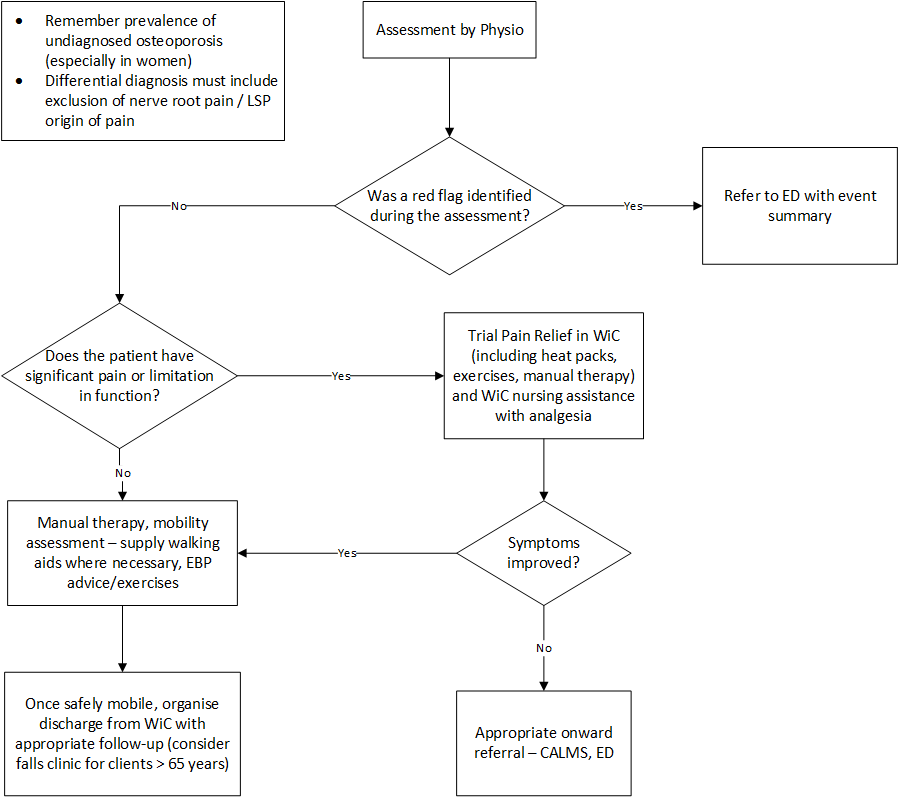 • Remember prevalence of
undiagnosed osteoporosis
(especially in women)
• Differential diagnosis must include
exclusion of nerve root pain / LSP
origin of pain
Assessment by Physio
Was a red flag identified
during the assessment?
No
Yes
Refer to ED with event
summary
Does the patient have
significant pain or limitation
in function?
Yes
Trial Pain Relief in WiC
(including heat packs,
exercises, manual therapy)
and WiC nursing assistance
with analgesia
No
Manual therapy, mobility
assessment – supply walking
aids where necessary, EBP
advice/exercises
Yes
Symptoms
improved?
No
Once safely mobile, organise
discharge from WiC with
appropriate follow-up (consider
falls clinic for clients > 65 years)
Appropriate onward
referral – CALMS, ED